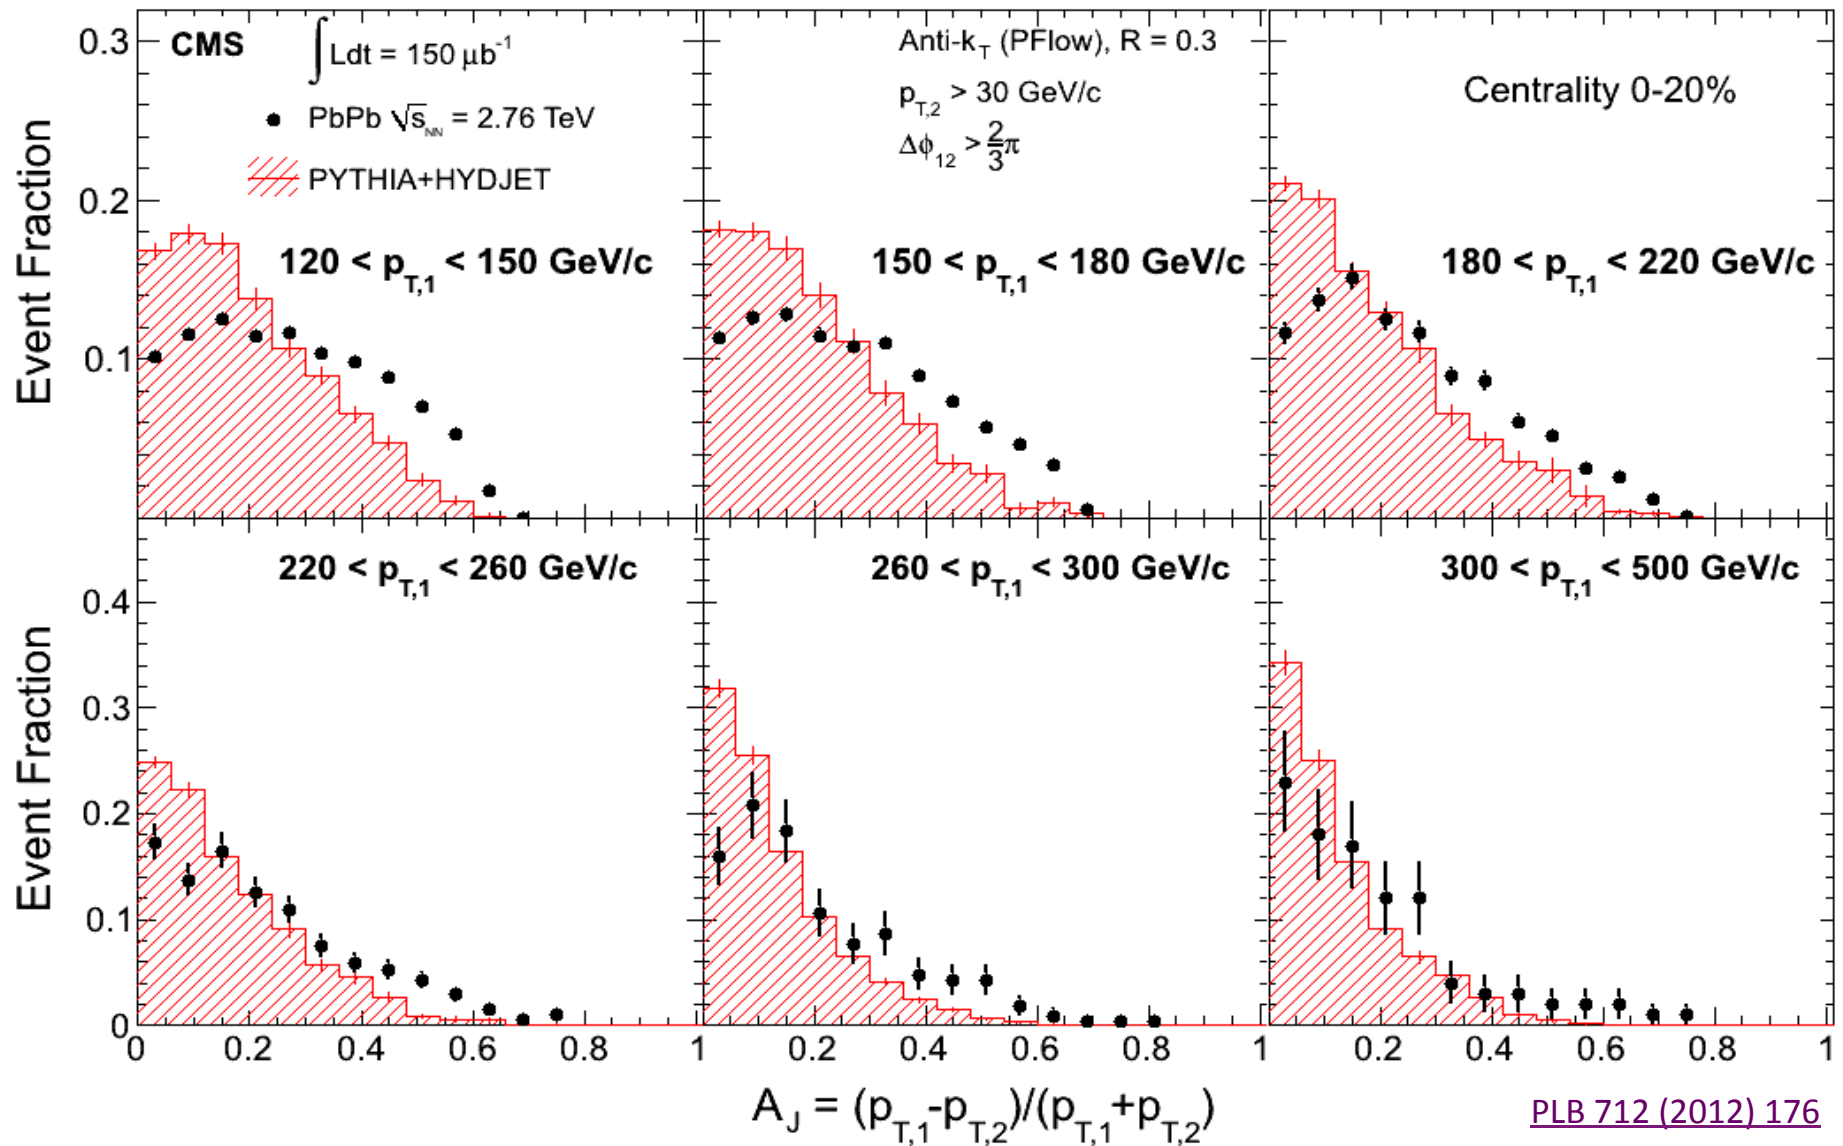 CMS
∫Ldt = 150 μb⁻¹
PbPb √s_NN = 2.76 TeV
PYTHIA+HYDJET
120 < p_T,1 < 150 GeV/c
Anti-k_T (PFlow), R = 0.3
p_T,2 > 30 GeV/c
Δϕ_12 > 2/3 π
150 < p_T,1 < 180 GeV/c
Centrality 0-20%
180 < p_T,1 < 220 GeV/c
Event Fraction
0.3
0.2
0.1
220 < p_T,1 < 260 GeV/c
260 < p_T,1 < 300 GeV/c
300 < p_T,1 < 500 GeV/c
Event Fraction
0.4
0.3
0.2
0.1
0
0 0.2 0.4 0.6 0.8 1 0.2 0.4 0.6 0.8 1 0.2 0.4 0.6 0.8 1
A_J = (p_T,1-p_T,2)/(p_T,1+p_T,2)
PLB 712 (2012) 176